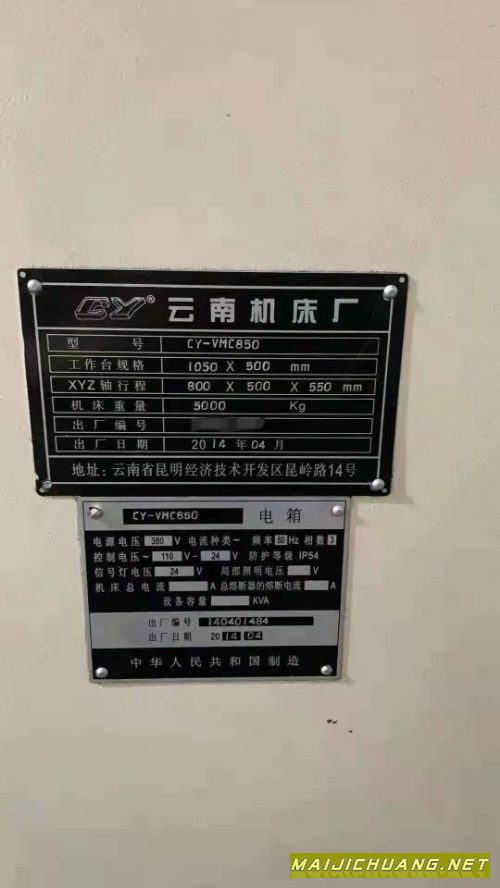 CY® 云南机床厂
型 号 CY-VMC850
工作台规格 1050 X 500 mm
XYZ轴行程 800 X 500 X 550 mm
机床重量 5000 Kg
出厂编号
出厂日期 2014 年 04 月
地址: 云南省昆明经济技术开发区昆岭路14号
CY-VMC850 电箱
电源电压 380 V 电流种类~ 频率 50 Hz 相数 3
控制电压~ 110 V- 24 V 防护等级 IP54
信号灯电压 24 V 局部照明电压 V
机床总电流 A 总熔断器的熔断电流 A
设备容量 KVA
出厂编号 140401484
出厂日期 2014 04
中华人民共和国制造
MAIJICHUANG.NET